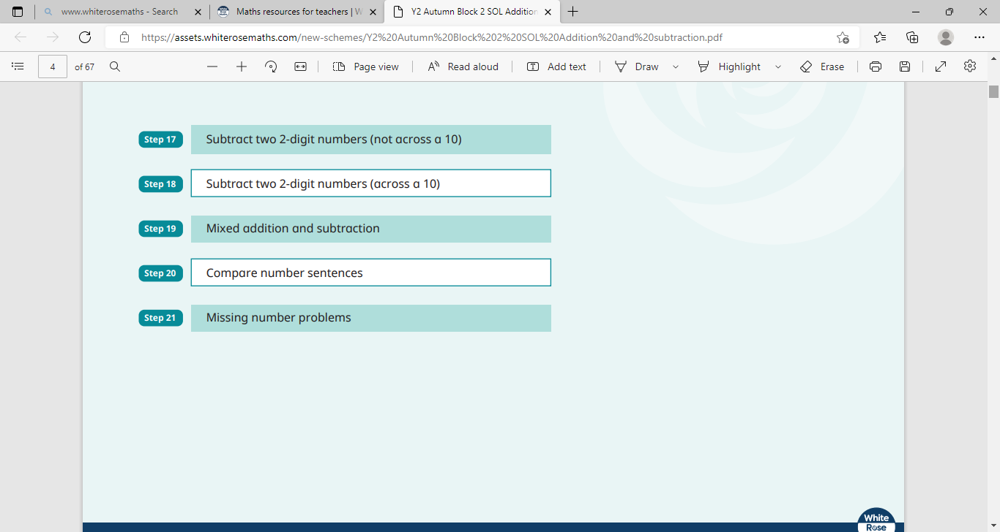 www.whiterosemaths - Search
Maths resources for teachers | W
Y2 Autumn Block 2 SOL Addition
https://assets.whiterosemaths.com/new-schemes/Y2%20Autumn%20Block%202%20SOL%20Addition%20and%20subtraction.pdf
4 of 67
Page view
Read aloud
Add text
Draw
Highlight
Erase
Step 17 Subtract two 2-digit numbers (not across a 10)
Step 18 Subtract two 2-digit numbers (across a 10)
Step 19 Mixed addition and subtraction
Step 20 Compare number sentences
Step 21 Missing number problems
White
Rose